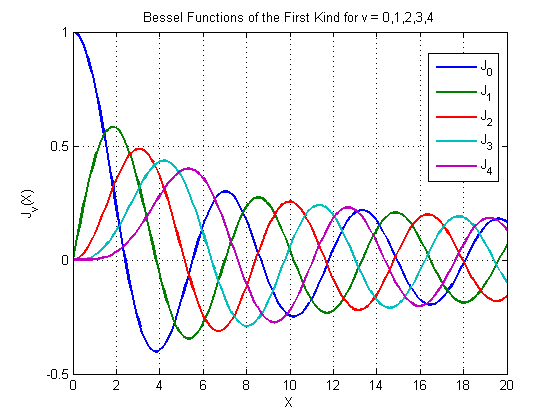 Bessel Functions of the First Kind for v = 0,1,2,3,4
J0
J1
J2
J3
J4
Jv(X)
1
0.5
0
-0.5
0 2 4 6 8 10 12 14 16 18 20
X